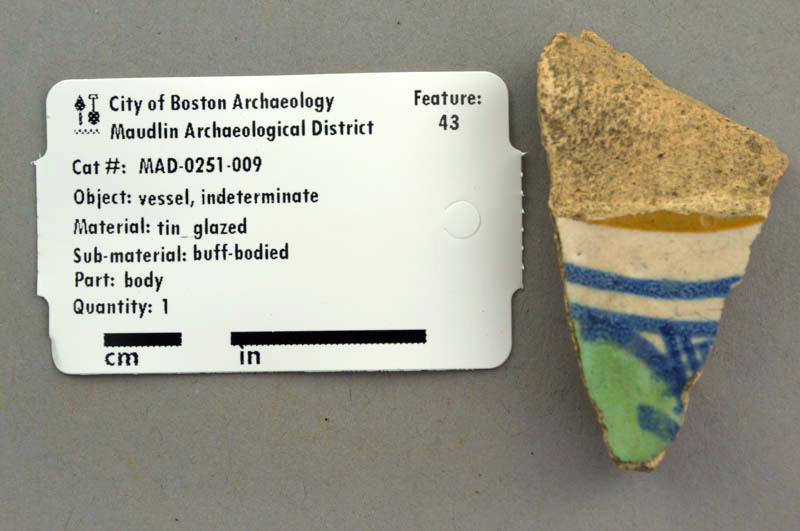 City of Boston Archaeology
Maudlin Archaeological District
Feature:
43
Cat #: MAD-0251-009
Object: vessel, indeterminate
Material: tin_glazed
Sub-material: buff-bodied
Part: body
Quantity: 1
cm in